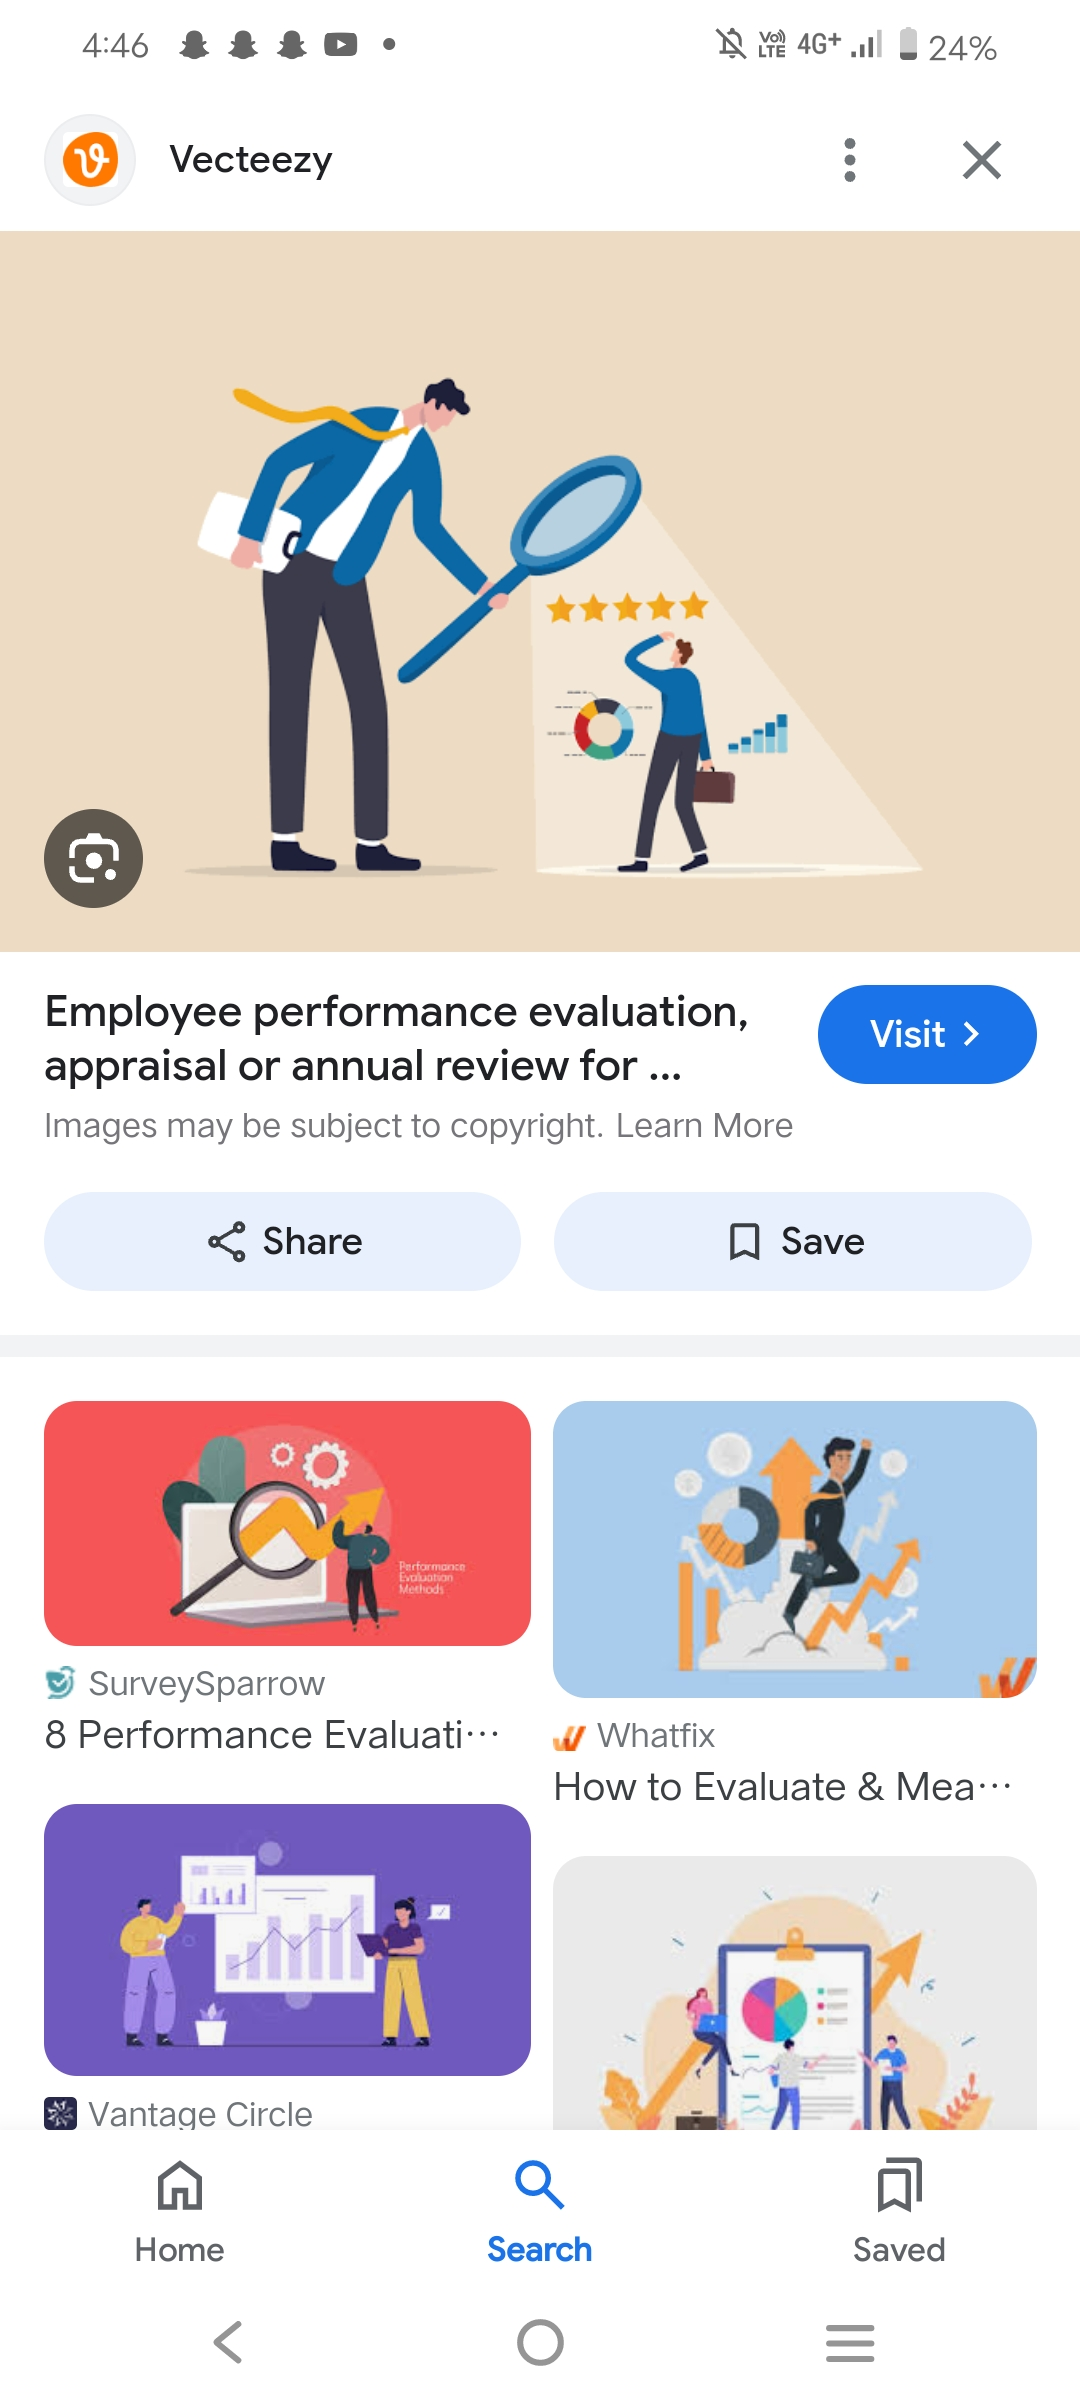 4:46
Vo)) LTE 4G+ 24%
Vecteezy
Employee performance evaluation,
appraisal or annual review for ...
Visit
Images may be subject to copyright. Learn More
Share
Save
Performance
Evaluation
Methods
SurveySparrow
8 Performance Evaluati...
Whatfix
How to Evaluate & Mea...
Vantage Circle
Home
Search
Saved